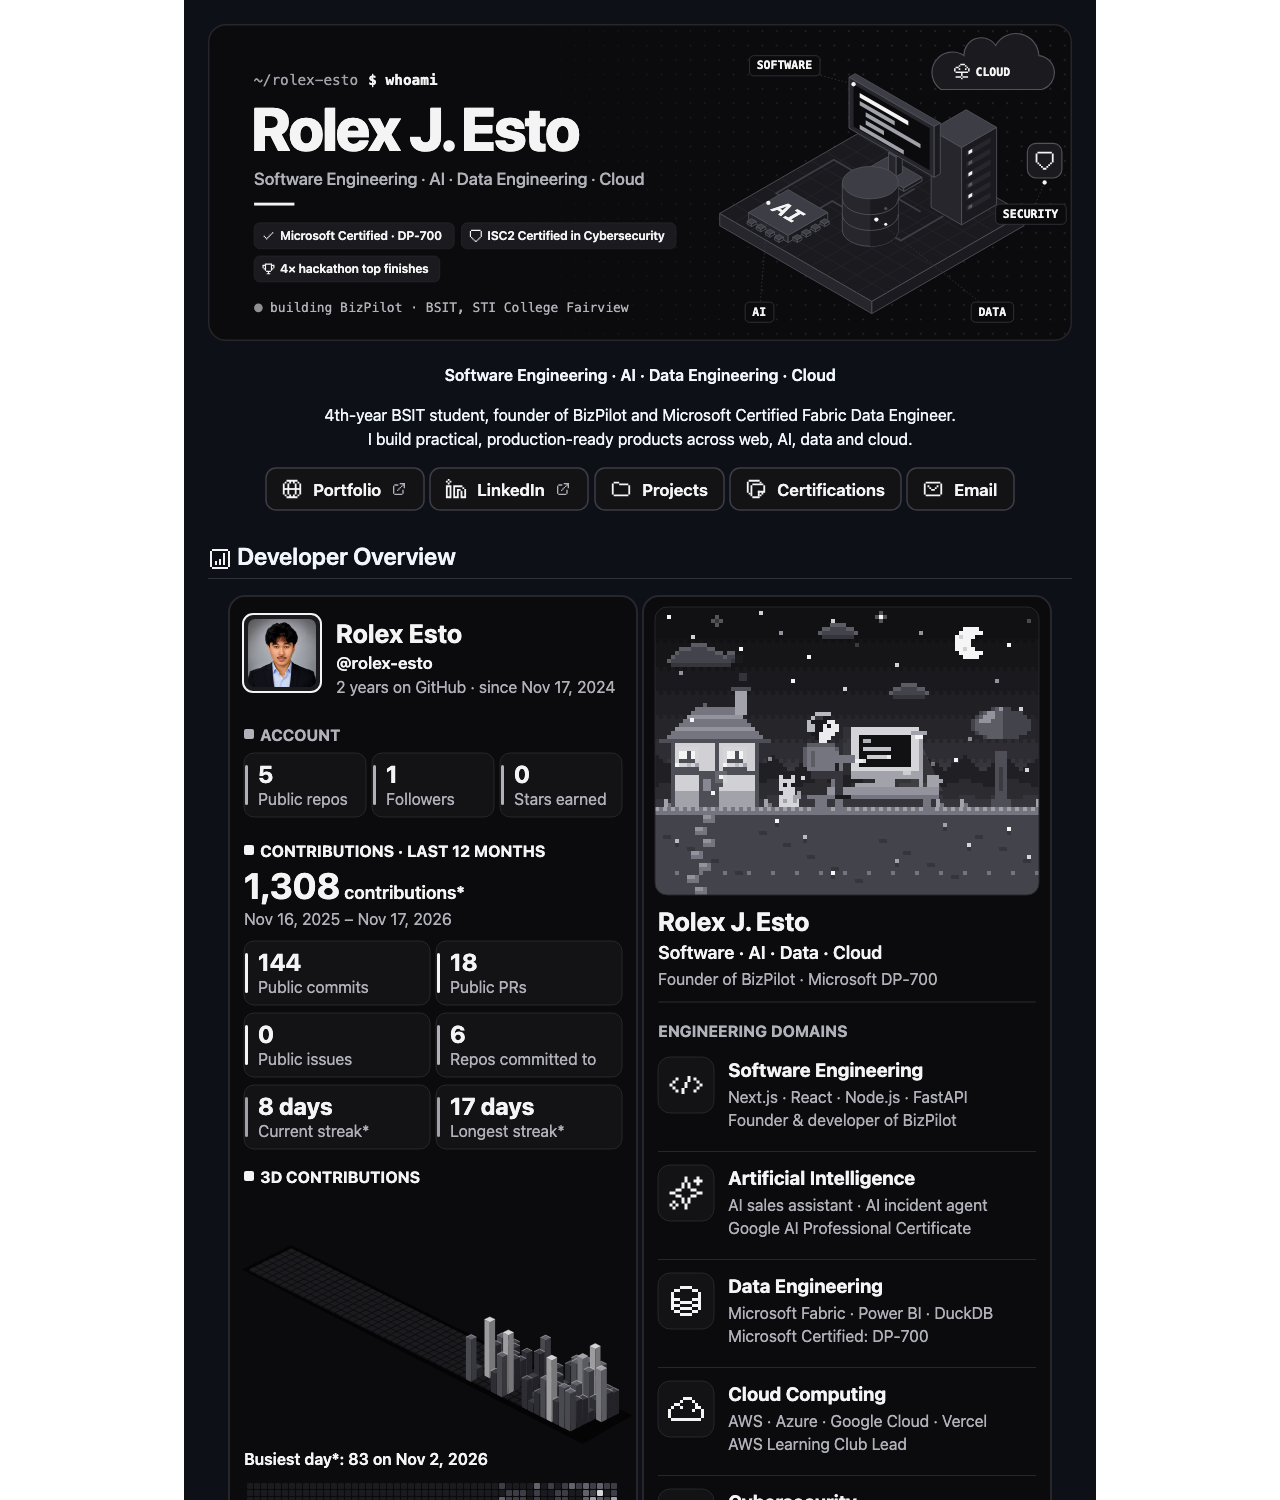 ~/rolex-esto $ whoami
Rolex J. Esto
Software Engineering · AI · Data Engineering · Cloud
✓ Microsoft Certified · DP-700
ISC2 Certified in Cybersecurity
4× hackathon top finishes
building BizPilot · BSIT, STI College Fairview
SOFTWARE
CLOUD
SECURITY
AI
AI
DATA
Software Engineering · AI · Data Engineering · Cloud
4th-year BSIT student, founder of BizPilot and Microsoft Certified Fabric Data Engineer.
I build practical, production-ready products across web, AI, data and cloud.
Portfolio
LinkedIn
Projects
Certifications
Email
Developer Overview
Rolex Esto
@rolex-esto
2 years on GitHub · since Nov 17, 2024
ACCOUNT
5
Public repos
1
Followers
0
Stars earned
CONTRIBUTIONS · LAST 12 MONTHS
1,308 contributions*
Nov 16, 2025 – Nov 17, 2026
144
Public commits
18
Public PRs
0
Public issues
6
Repos committed to
8 days
Current streak*
17 days
Longest streak*
3D CONTRIBUTIONS
Busiest day*: 83 on Nov 2, 2026
Rolex J. Esto
Software · AI · Data · Cloud
Founder of BizPilot · Microsoft DP-700
ENGINEERING DOMAINS
Software Engineering
Next.js · React · Node.js · FastAPI
Founder & developer of BizPilot
Artificial Intelligence
AI sales assistant · AI incident agent
Google AI Professional Certificate
Data Engineering
Microsoft Fabric · Power BI · DuckDB
Microsoft Certified: DP-700
Cloud Computing
AWS · Azure · Google Cloud · Vercel
AWS Learning Club Lead
Cybersecurity